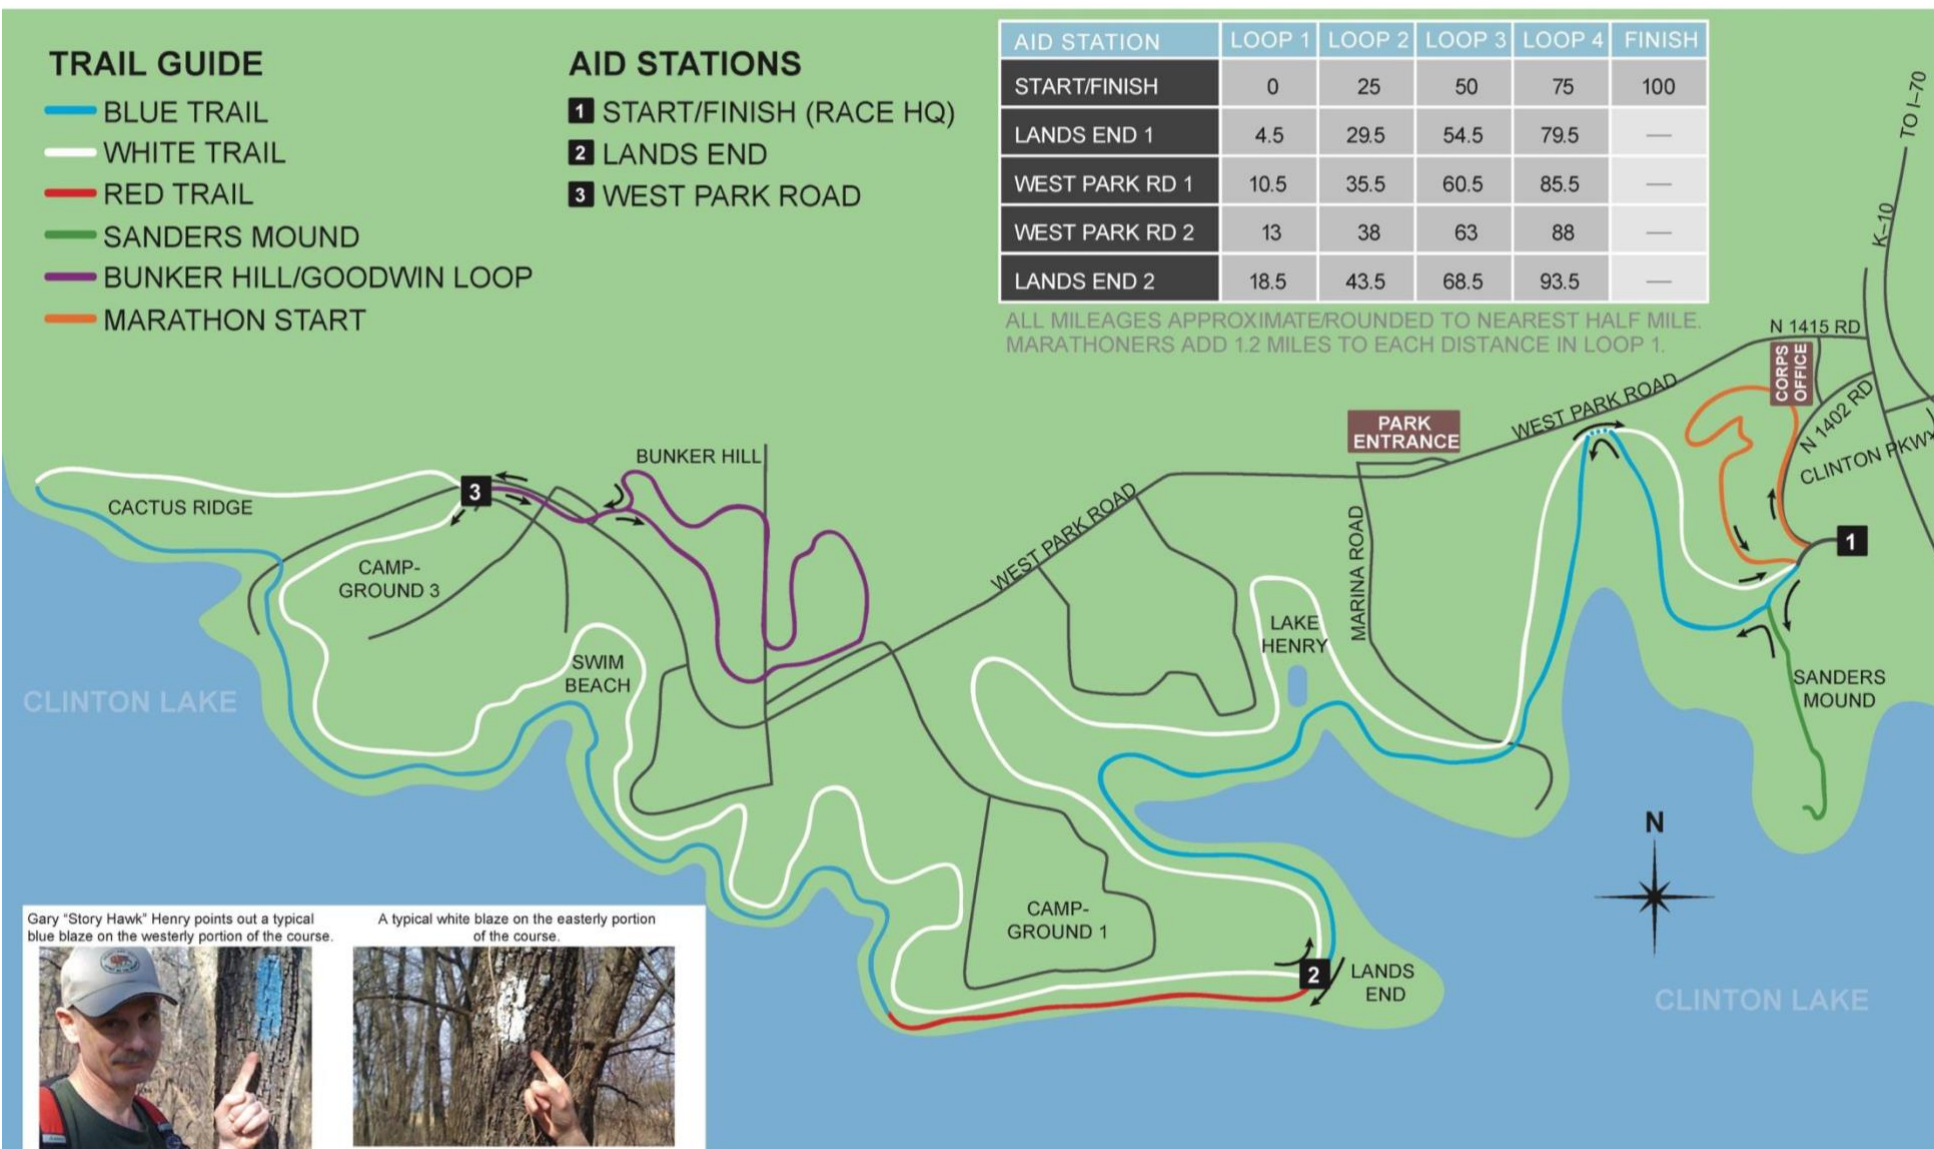 TRAIL GUIDE
BLUE TRAIL
WHITE TRAIL
RED TRAIL
SANDERS MOUND
BUNKER HILL/GOODWIN LOOP
MARATHON START
AID STATIONS
1 START/FINISH (RACE HQ)
2 LANDS END
3 WEST PARK ROAD
AID STATION LOOP 1 LOOP 2 LOOP 3 LOOP 4 FINISH
START/FINISH 0 25 50 75 100
LANDS END 1 4.5 29.5 54.5 79.5 —
WEST PARK RD 1 10.5 35.5 60.5 85.5 —
WEST PARK RD 2 13 38 63 88 —
LANDS END 2 18.5 43.5 68.5 93.5 —
ALL MILEAGES APPROXIMATE/ROUNDED TO NEAREST HALF MILE.
MARATHONERS ADD 1.2 MILES TO EACH DISTANCE IN LOOP 1.
TO I–70
K–10
N 1415 RD
CORPS
OFFICE
N 1402 RD
CLINTON PKWY
WEST PARK ROAD
PARK
ENTRANCE
BUNKER HILL
3
CACTUS RIDGE
CAMP-
GROUND 3
WEST PARK ROAD
MARINA ROAD
1
LAKE
HENRY
SWIM
BEACH
SANDERS
MOUND
CLINTON LAKE
N
CAMP-
GROUND 1
2
LANDS
END
CLINTON LAKE
Gary “Story Hawk” Henry points out a typical
blue blaze on the westerly portion of the course.
A typical white blaze on the easterly portion
of the course.